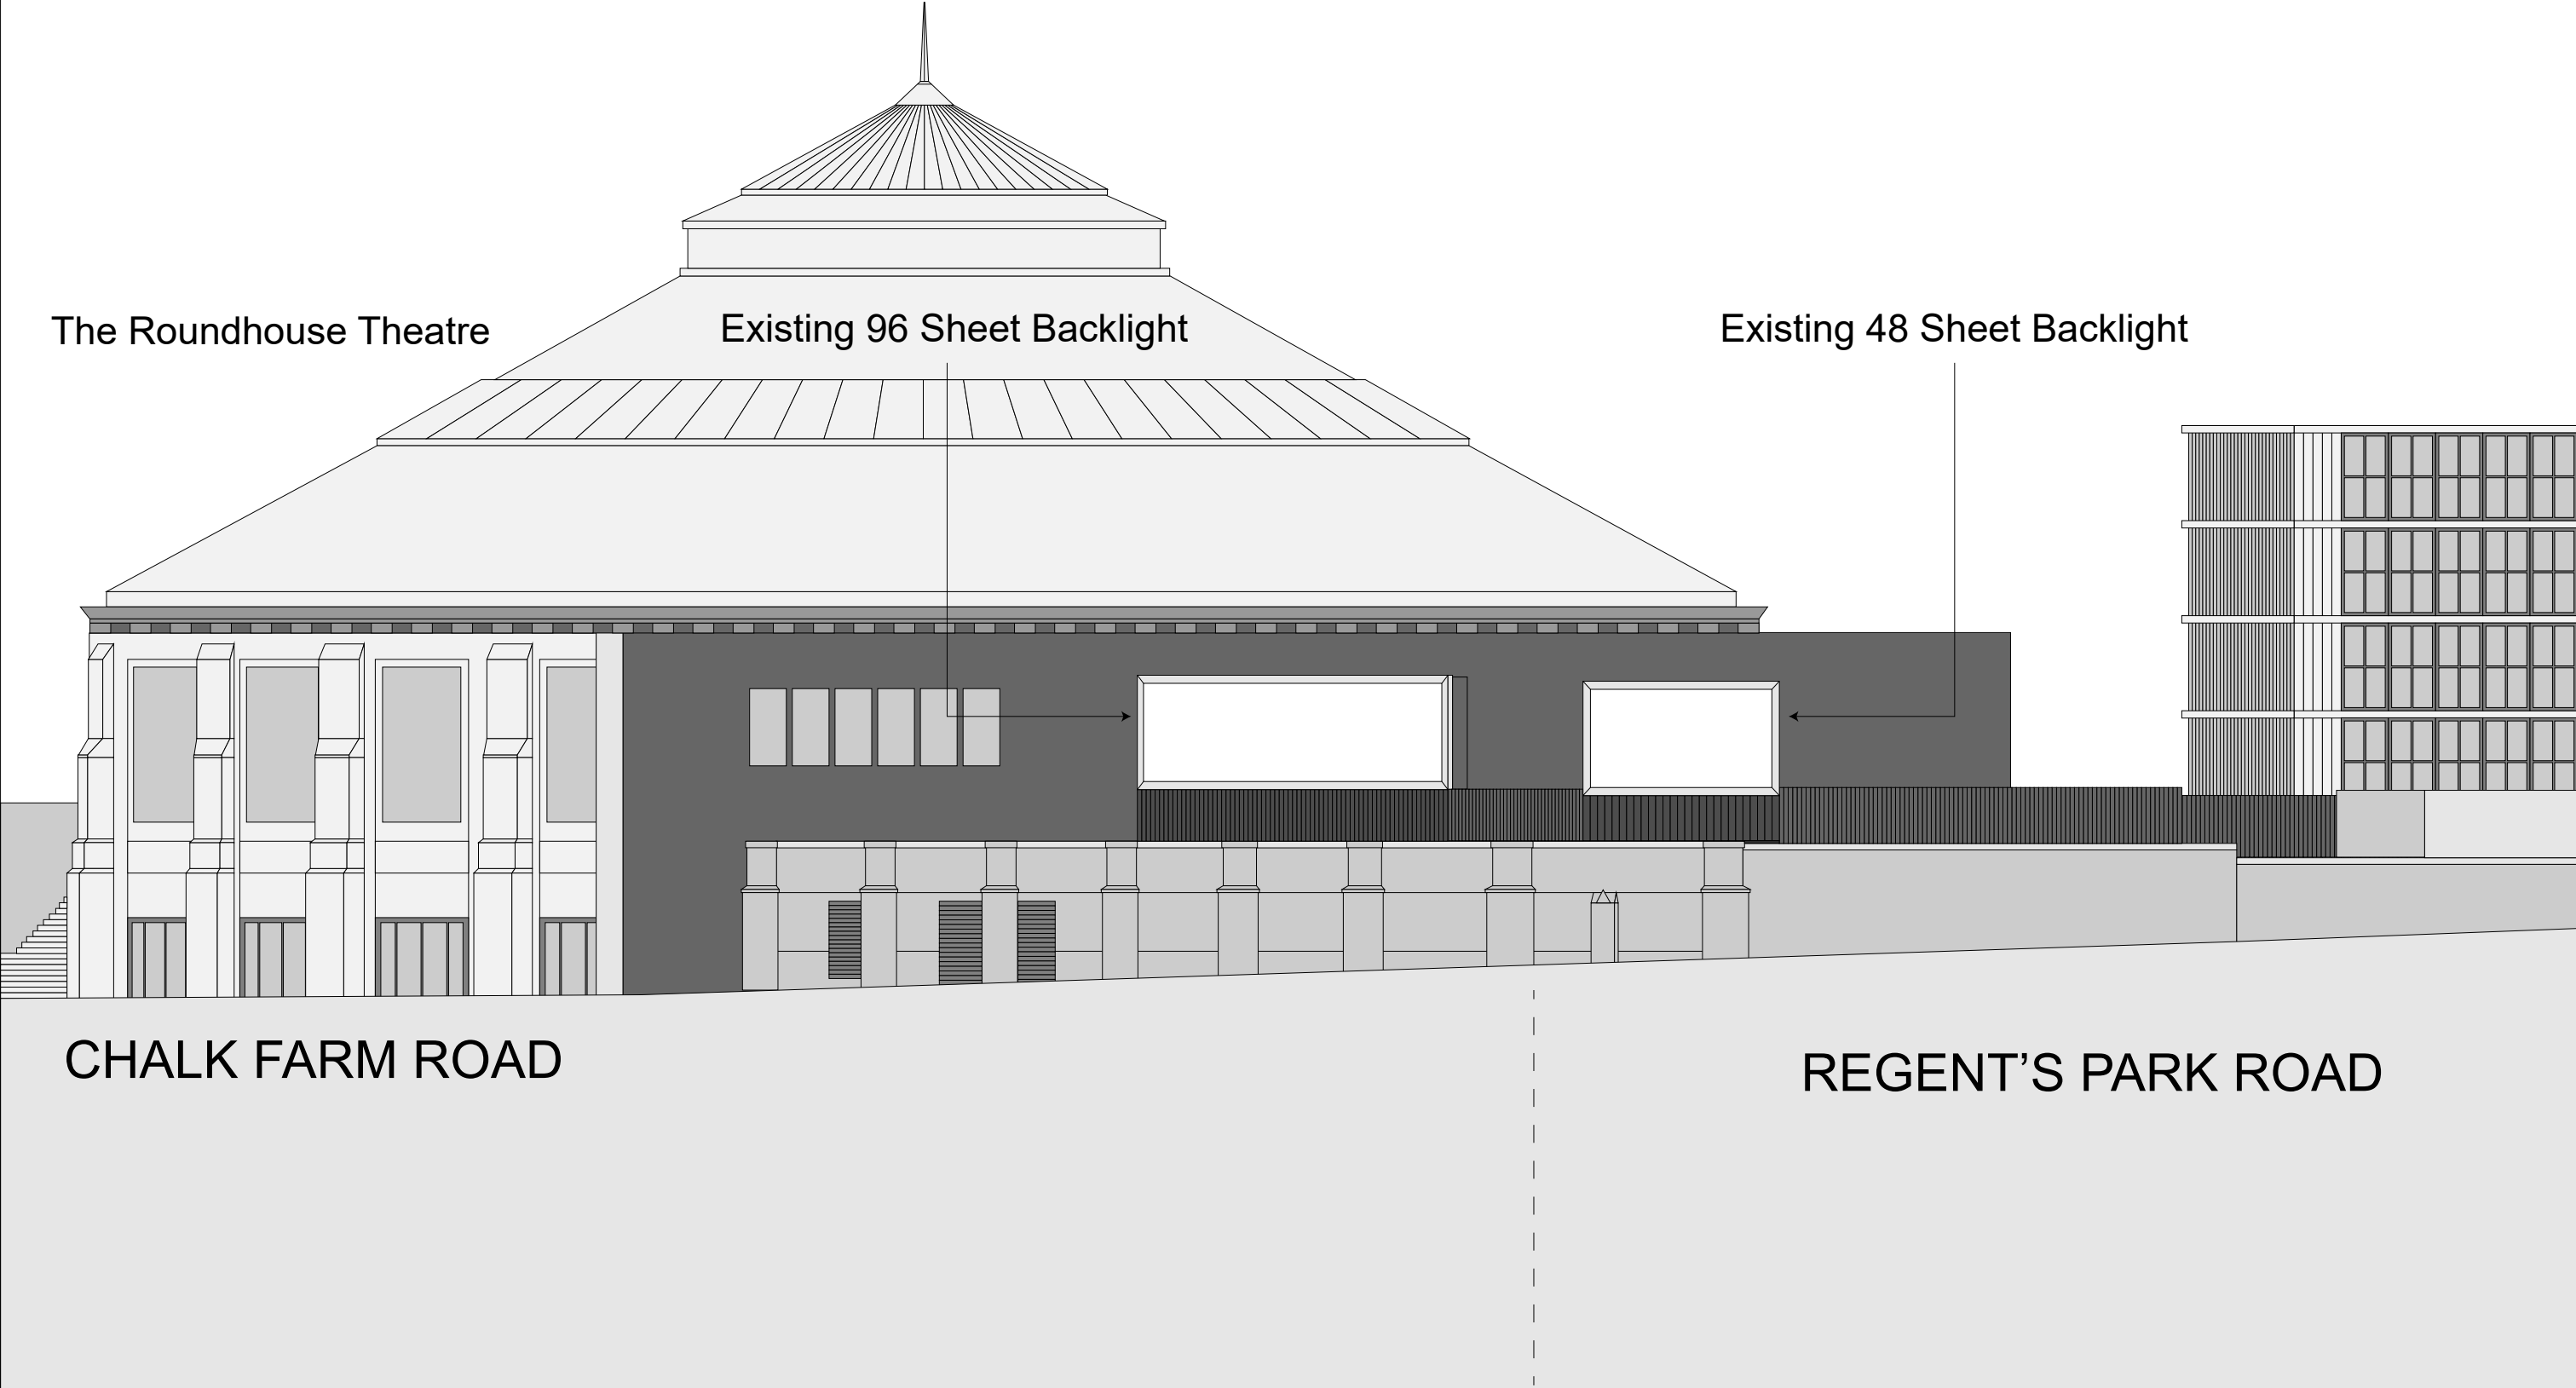 The Roundhouse Theatre
Existing 96 Sheet Backlight
Existing 48 Sheet Backlight
CHALK FARM ROAD
REGENT’S PARK ROAD